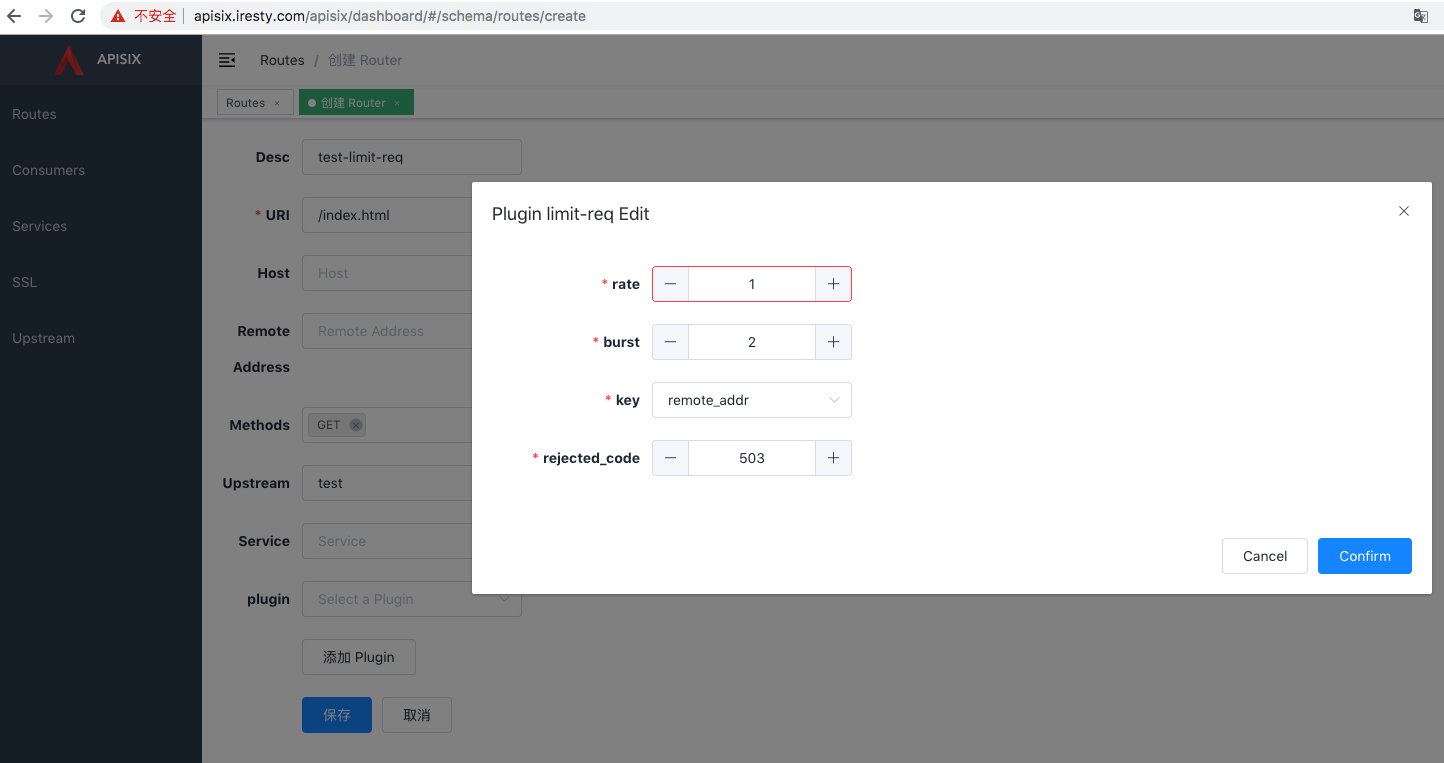 不安全 apisix.iresty.com/apisix/dashboard/#/schema/routes/create
APISIX
Routes / 创建 Router
Routes ×
创建 Router ×
Routes
Consumers
Services
SSL
Upstream
Desc test-limit-req
* URI /index.html
Host Host
Remote Address Remote Address
Methods GET
Upstream test
Service Service
plugin Select a Plugin
添加 Plugin
保存 取消
Plugin limit-req Edit
* rate 1
* burst 2
* key remote_addr
* rejected_code 503
Cancel Confirm